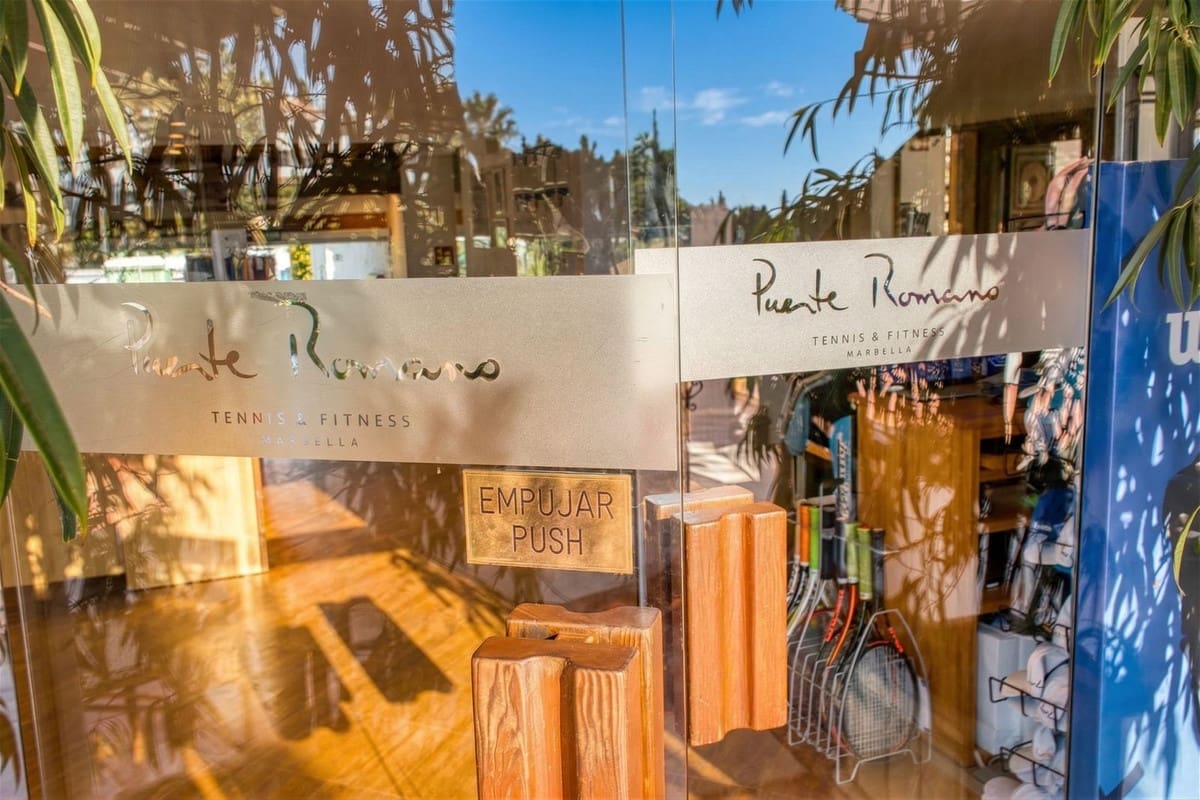 Puente Romano
TENNIS & FITNESS
MARBELLA
Puente Romano
TENNIS & FITNESS
MARBELLA
EMPUJAR
PUSH